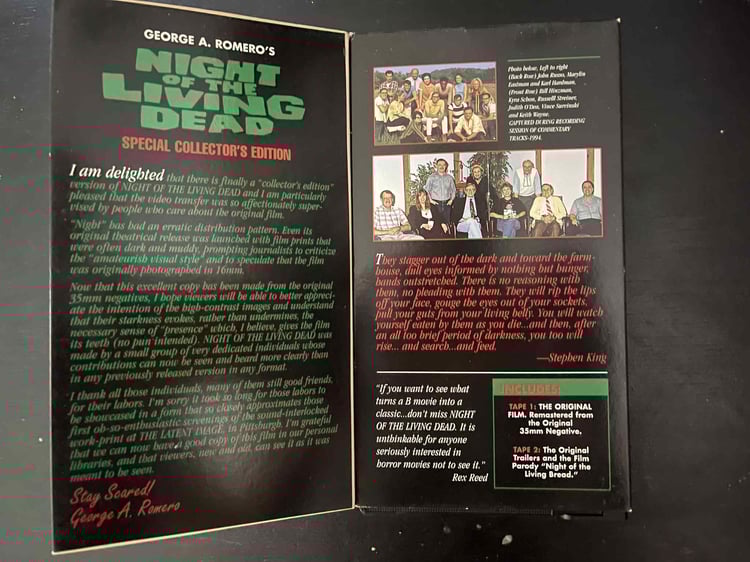 GEORGE A. ROMERO'S
NIGHT
OF THE
LIVING
DEAD
SPECIAL COLLECTOR'S EDITION
I am delighted that there is finally a "collector's edition"
version of NIGHT OF THE LIVING DEAD and I am particularly
pleased that the video transfer was so affectionately super-
vised by people who care about the original film.
"Night" has had an erratic distribution pattern. Even its
original theatrical release was launched with film prints that
were often dark and muddy, prompting journalists to criticize
the "amateurish visual style" and to speculate that the film
was originally photographed in 16mm.
Now that this excellent copy has been made from the original
35mm negatives, I hope viewers will be able to better appreci-
ate the intention of the high-contrast images and understand
that their starkness evokes, rather than undermines, the
necessary sense of "presence" which, I believe, gives the film
its teeth (no pun intended). NIGHT OF THE LIVING DEAD was
made by a small group of very dedicated individuals whose
contributions can now be seen and heard more clearly than
in any previously released version in any format.
I thank all those individuals, many of them still good friends,
for their labors. I'm sorry it took so long for those labors to
be showcased in a form that so closely approximates those
first ob-so-enthusiastic screenings of the sound-interlocked
work-print at THE LATENT IMAGE, in Pittsburgh. I'm grateful
that we can now have a good copy of this film in our personal
libraries, and that viewers, new and old, can see it as it was
meant to be seen.
Stay Scared!
George A. Romero
Photo below, Left to right
(Back Row) John Russo, Marylin
Eastman and Karl Hardman,
(Front Row) Bill Hinzman,
Kyra Schon, Russell Streiner,
Judith O'Dea, Vince Survinski
and Keith Wayne.
CAPTURED DURING RECORDING
SESSION OF COMMENTARY
TRACKS-1994.
They stagger out of the dark and toward the farm-
house, dull eyes informed by nothing but hunger,
hands outstretched. There is no reasoning with
them, no pleading with them. They will rip the lips
off your face, gouge the eyes out of your sockets,
pull your guts from your living belly. You will watch
yourself eaten by them as you die...and then, after
an all too brief period of darkness, you too will
rise... and search...and feed.
—Stephen King
"If you want to see what
turns a B movie into a
classic...don't miss NIGHT
OF THE LIVING DEAD. It is
unthinkable for anyone
seriously interested in
horror movies not to see it."
Rex Reed
INCLUDES:
TAPE 1: THE ORIGINAL
FILM. Remastered from
the Original
35mm Negative.
TAPE 2: The Original
Trailers and the Film
Parody "Night of the
Living Bread."